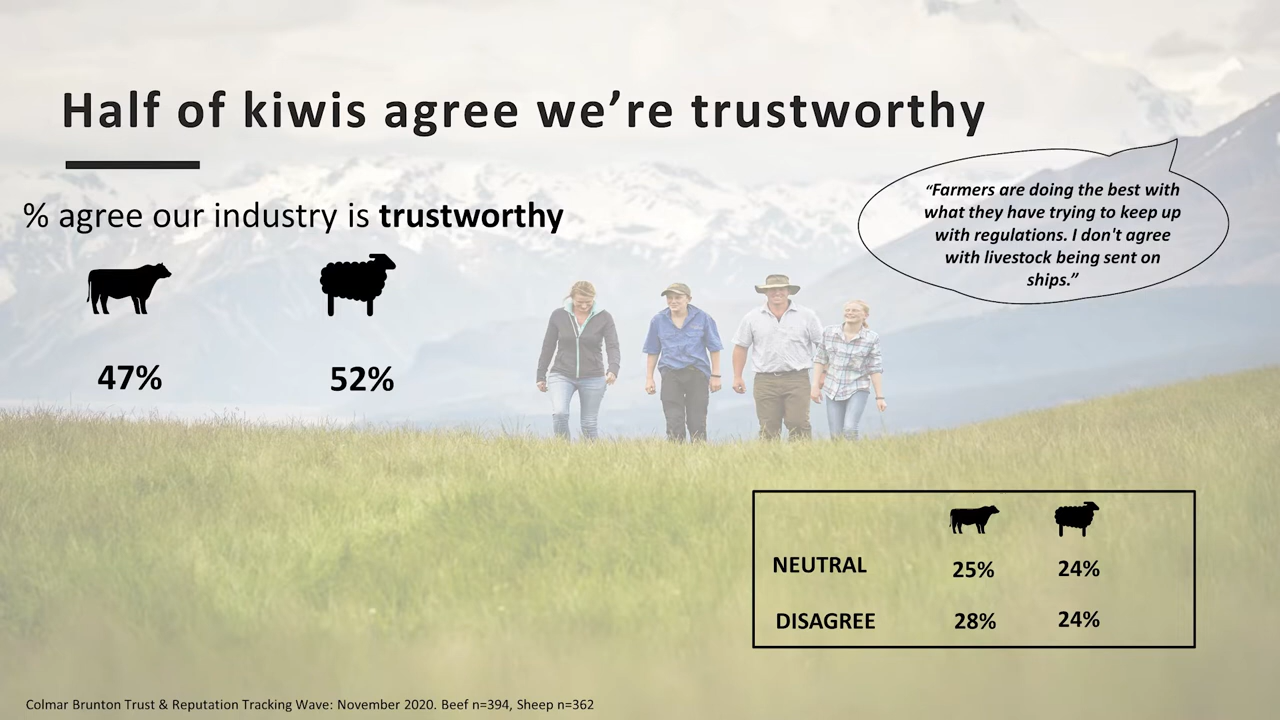 Half of kiwis agree we’re trustworthy
% agree our industry is trustworthy
47% 52%
“Farmers are doing the best with
what they have trying to keep up
with regulations. I don't agree
with livestock being sent on
ships.”
NEUTRAL 25% 24%
DISAGREE 28% 24%
Colmar Brunton Trust & Reputation Tracking Wave: November 2020. Beef n=394, Sheep n=362